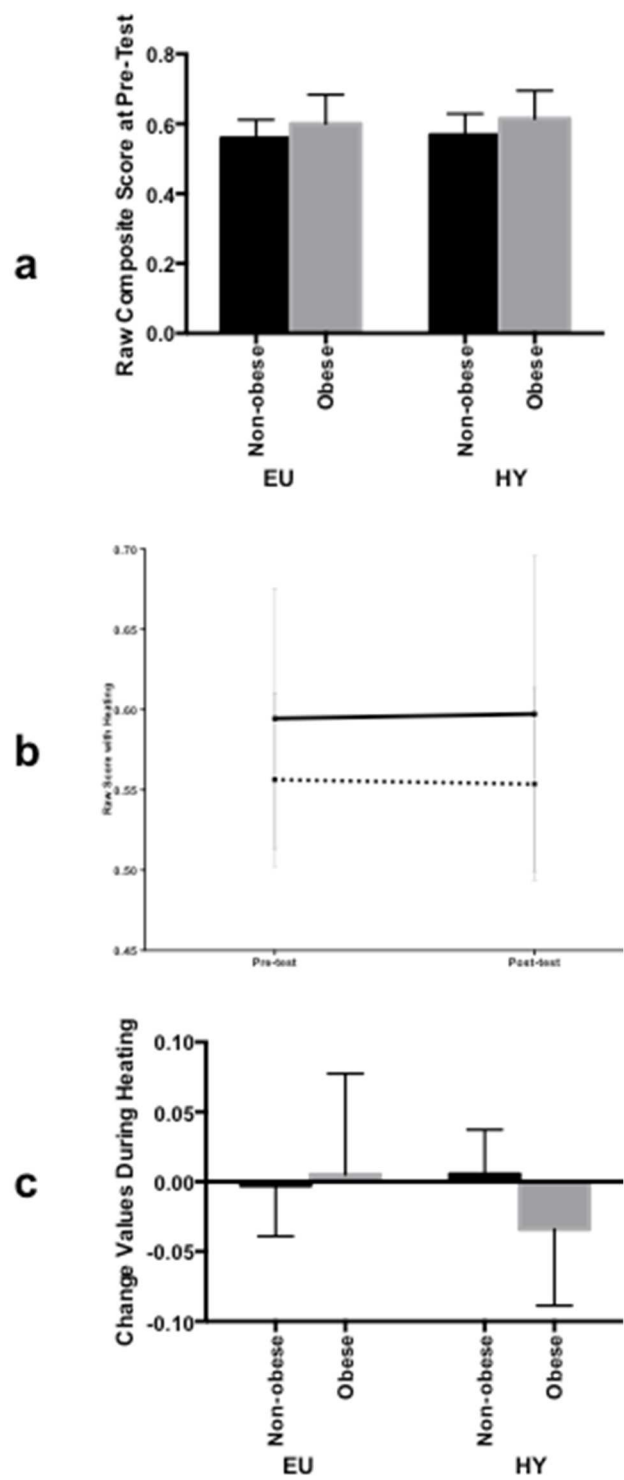 a
Raw Composite Score at Pre-Test
0.8
0.6
0.4
0.2
0.0
Non-obese
Obese
Non-obese
Obese
EU
HY
b
Raw Score with Heating
0.70
0.65
0.60
0.55
0.50
0.45
Pre-test
Post-test
c
Change Values During Heating
0.10
0.05
0.00
-0.05
-0.10
Non-obese
Obese
Non-obese
Obese
EU
HY